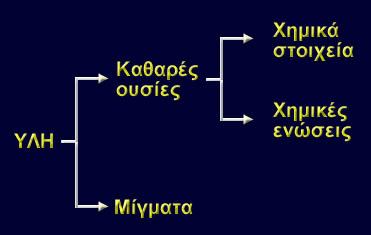 Χημικά
στοιχεία
Καθαρές
ουσίες
Χημικές
ενώσεις
ΥΛΗ
Μίγματα